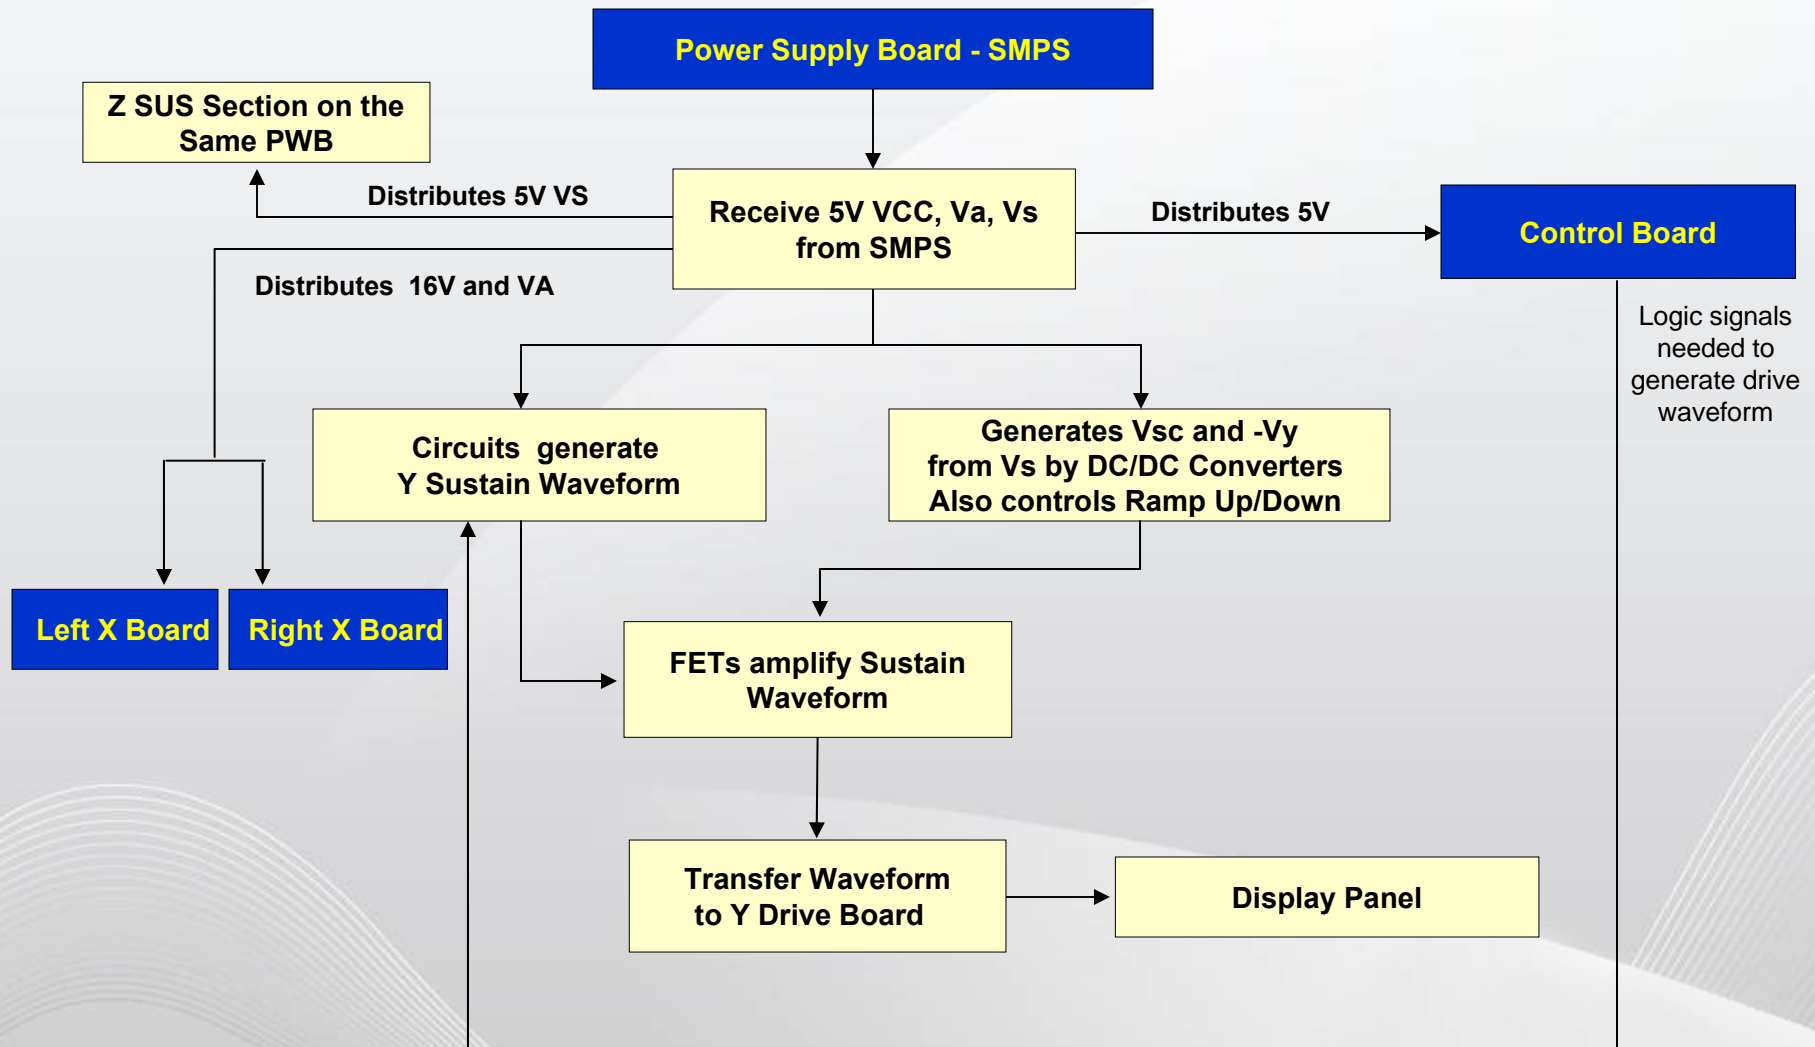 Power Supply Board - SMPS
Z SUS Section on the
Same PWB
Distributes 5V VS
Receive 5V VCC, Va, Vs
from SMPS
Distributes 5V
Control Board
Distributes  16V and VA
Logic signals
needed to
generate drive
waveform
Circuits  generate
Y Sustain Waveform
Generates Vsc and -Vy
from Vs by DC/DC Converters
Also controls Ramp Up/Down
Left X Board
Right X Board
FETs amplify Sustain
Waveform
Transfer Waveform
to Y Drive Board
Display Panel